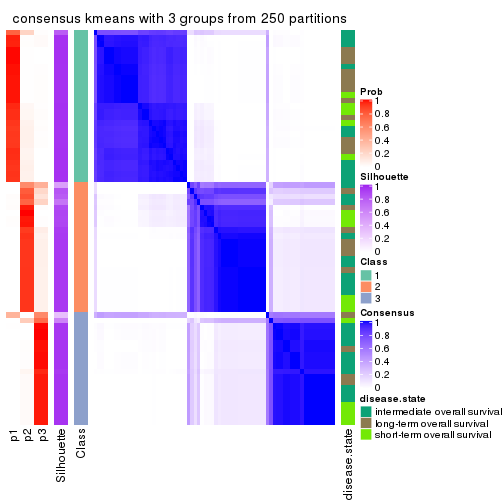 consensus kmeans with 3 groups from 250 partitions
Prob
1
0.8
0.6
0.4
0.2
0
Silhouette
1
0.8
0.6
0.4
0.2
0
Class
1
2
3
Consensus
1
0.8
0.6
0.4
0.2
0
disease.state
intermediate overall survival
long-term overall survival
short-term overall survival
p1
p2
p3
Silhouette
Class
disease.state